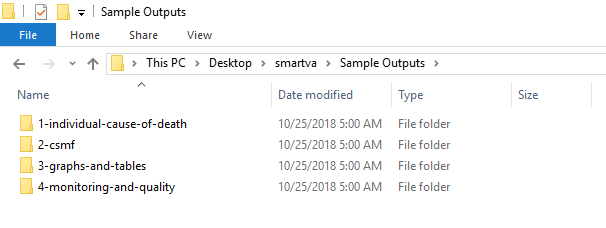 Sample Outputs
File Home Share View
This PC Desktop smartva Sample Outputs
Name Date modified Type Size
1-individual-cause-of-death 10/25/2018 5:00 AM File folder
2-csmf 10/25/2018 5:00 AM File folder
3-graphs-and-tables 10/25/2018 5:00 AM File folder
4-monitoring-and-quality 10/25/2018 5:00 AM File folder